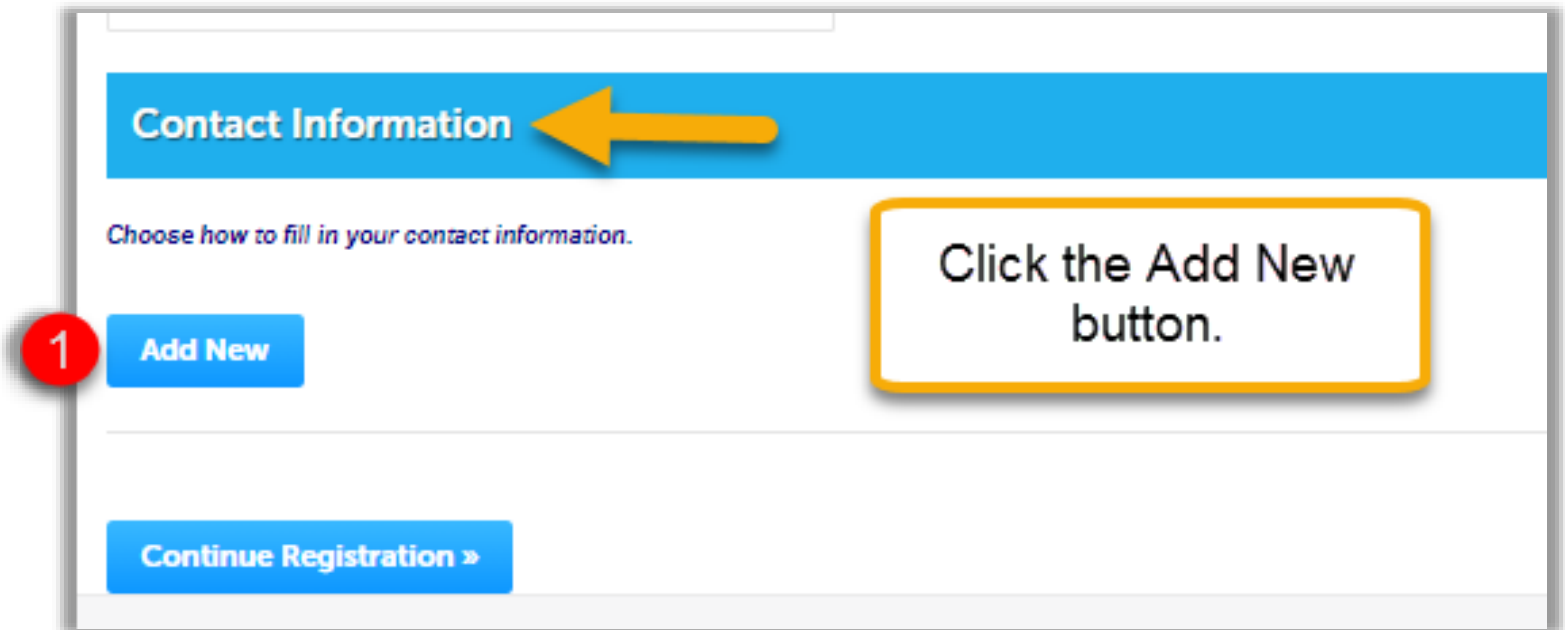 Contact Information
Choose how to fill in your contact information.
Click the Add New
button.
1
Add New
Continue Registration »